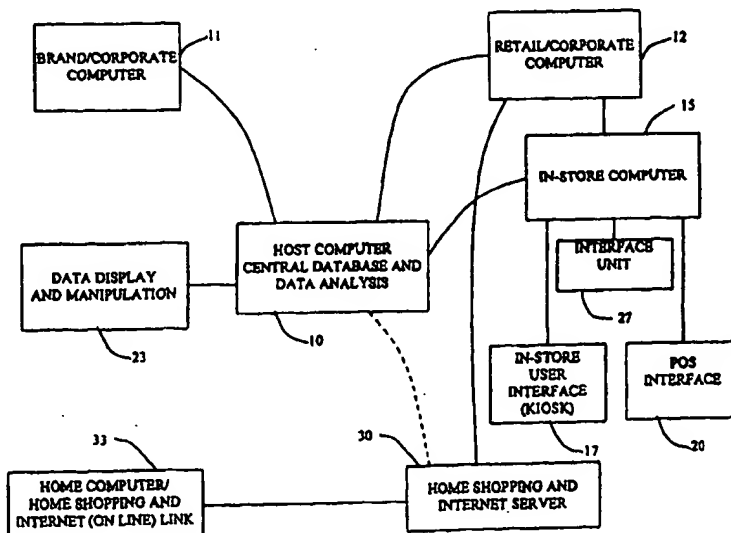 11
BRAND/CORPORATE
COMPUTER
RETAIL/CORPORATE
COMPUTER
12
15
IN-STORE COMPUTER
HOST COMPUTER
CENTRAL DATABASE AND
DATA ANALYSIS
10
DATA DISPLAY
AND MANIPULATION
23
INTERFACE
UNIT
27
IN-STORE
USER
INTERFACE
(KIOSK)
17
POS
INTERFACE
20
33
HOME COMPUTER/
HOME SHOPPING AND
INTERNET (ON LINE) LINK
30
HOME SHOPPING AND
INTERNET SERVER